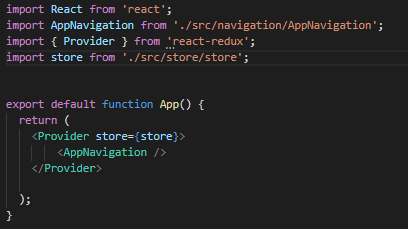 import React from 'react';
import AppNavigation from './src/navigation/AppNavigation';
import { Provider } from 'react-redux';
import store from './src/store/store';
export default function App() {
return (
<Provider store={store}>
<AppNavigation />
</Provider>
);
}